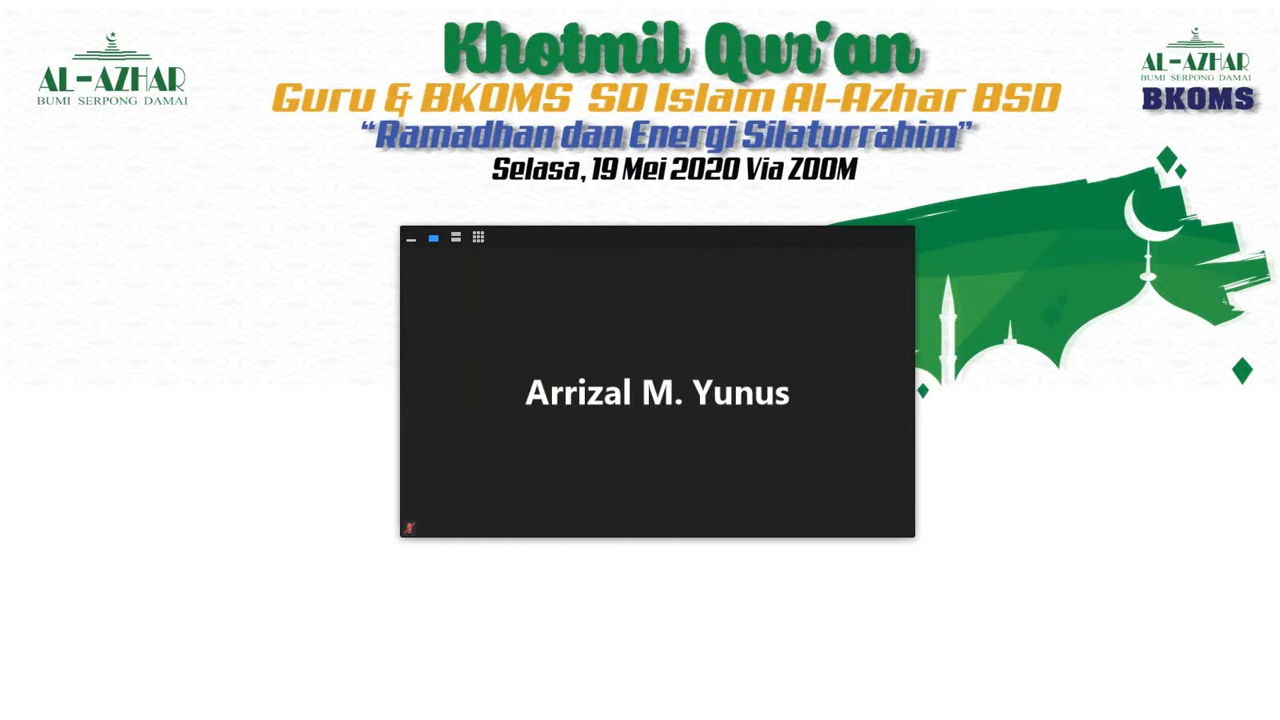 AL-AZHAR
BUMI SERPONG DAMAI
Khotmil Qur'an
Guru & BKOMS SD Islam Al-Azhar BSD
“Ramadhan dan Energi Silaturrahim”
Selasa, 19 Mei 2020 Via ZOOM
AL-AZHAR
BUMI SERPONG DAMAI
BKOMS
Arrizal M. Yunus